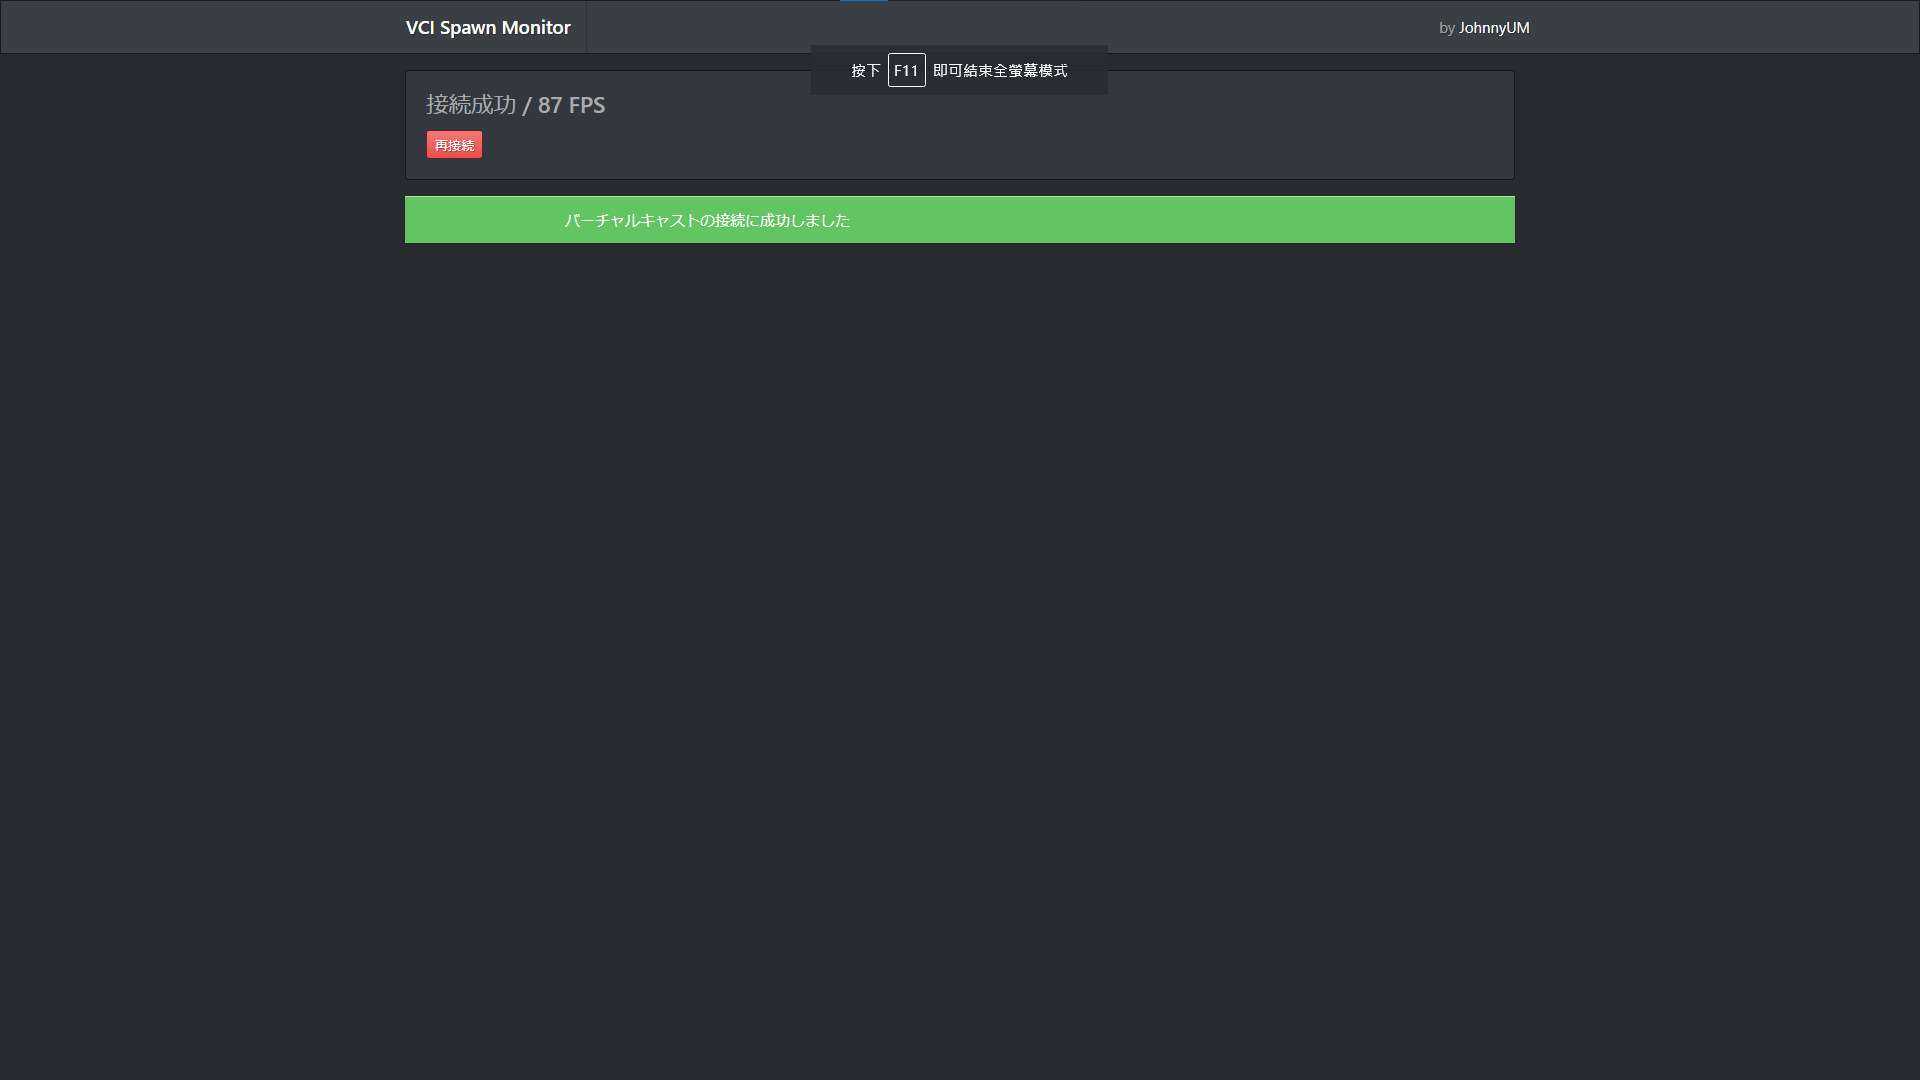 VCI Spawn Monitor
by JohnnyUM
按下 F11 即可結束全螢幕模式
接続成功 / 87 FPS
再接続
バーチャルキャストの接続に成功しました